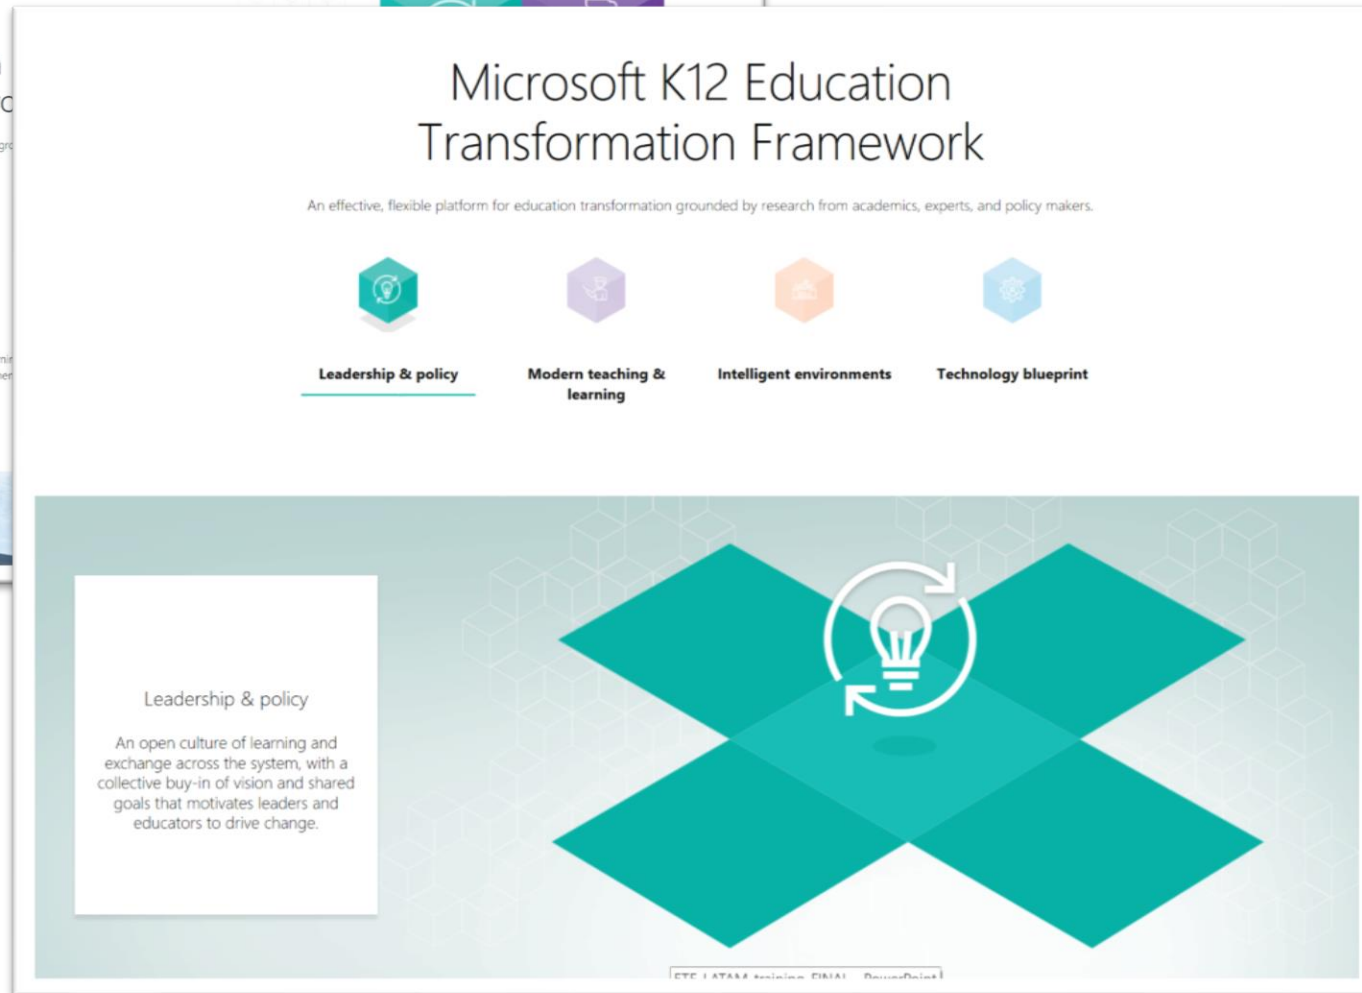 Microsoft K12 Education
Transformation Framework
An effective, flexible platform for education transformation grounded by research from academics, experts, and policy makers.
Leadership & policy
Modern teaching &
learning
Intelligent environments
Technology blueprint
Leadership & policy
An open culture of learning and
exchange across the system, with a
collective buy-in of vision and shared
goals that motivates leaders and
educators to drive change.
ETF_LATAM_training_FINAL - PowerPoint